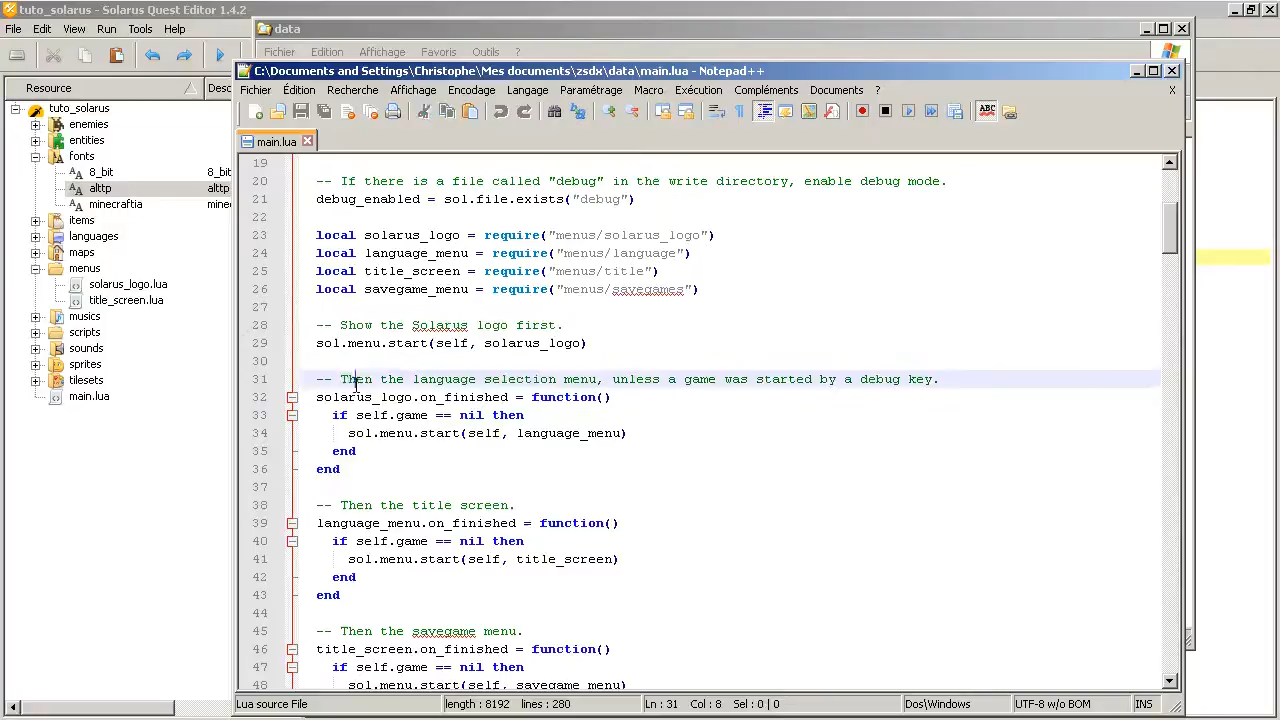 tuto_solarus - Solarus Quest Editor 1.4.2
File Edit View Run Tools Help
data
Fichier Edition Affichage Favoris Outils ?
C:\Documents and Settings\Christophe\Mes documents\zsdx\data\main.lua - Notepad++
Fichier Édition Recherche Affichage Encodage Langage Paramétrage Macro Exécution Compléments Documents ? X
main.lua
Resource Desc
tuto_solarus
enemies
entities
fonts
8_bit 8_bit
alttp alttp
minecraftia mine
items
languages
maps
menus
solarus_logo.lua
title_screen.lua
musics
scripts
sounds
sprites
tilesets
main.lua
19
20 -- If there is a file called "debug" in the write directory, enable debug mode.
21 debug_enabled = sol.file.exists("debug")
22
23 local solarus_logo = require("menus/solarus_logo")
24 local language_menu = require("menus/language")
25 local title_screen = require("menus/title")
26 local savegame_menu = require("menus/savegames")
27
28 -- Show the Solarus logo first.
29 sol.menu.start(self, solarus_logo)
30
31 -- Then the language selection menu, unless a game was started by a debug key.
32 solarus_logo.on_finished = function()
33 if self.game == nil then
34 sol.menu.start(self, language_menu)
35 end
36 end
37
38 -- Then the title screen.
39 language_menu.on_finished = function()
40 if self.game == nil then
41 sol.menu.start(self, title_screen)
42 end
43 end
44
45 -- Then the savegame menu.
46 title_screen.on_finished = function()
47 if self.game == nil then
48 sol.menu.start(self, savegame_menu)
Lua source File length : 8192 lines : 280 Ln : 31 Col : 8 Sel : 0 | 0 Dos\Windows UTF-8 w/o BOM INS